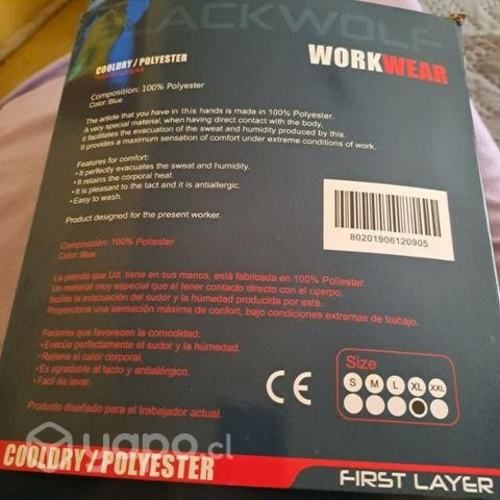 ACKWOLF
WORKWEAR
COOLDRY / POLYESTER
Composition: 100% Polyester
Color: Blue
The article that you have in this hands is made in 100% Polyester.
A very special material, when having direct contact with the body,
it facilitates the evacuation of the sweat and humidity produced by this.
It provides a maximum sensation of comfort under extreme conditions of work.
Features for comfort:
•It perfectly evacuates the sweat and humidity.
•It retains the corporal heat.
•It is pleasant to the tact and it is antiallergic.
•Easy to wash.
Product designed for the present worker.
80201906120905
Composición: 100% Poliester
Color: Blue
La prenda que Ud. tiene en sus manos, está fabricada en 100% Poliester.
Un material muy especial que al tener contacto directo con el cuerpo,
facilita la evacuación del sudor y la húmedad producida por este.
Proporciona una sensación máxima de confort, bajo condiciones extremas de trabajo.
Factores que favorecen la comodidad:
•Evacúe perfectamente el sudor y la húmedad.
•Retiene el calor corporal.
•Es agradable al tacto y antialérgico.
•Facil de lavar.
Producto diseñado para el trabajador actual.
CE
Size
S M L XL XXL
yapo.cl
COOLDRY / POLYESTER
FIRST LAYER